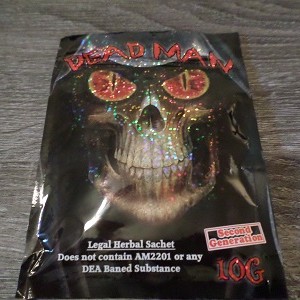 DEAD MAN
Second
Generation
Legal Herbal Sachet
Does not contain AM2201 or any
DEA Baned Substance
10G